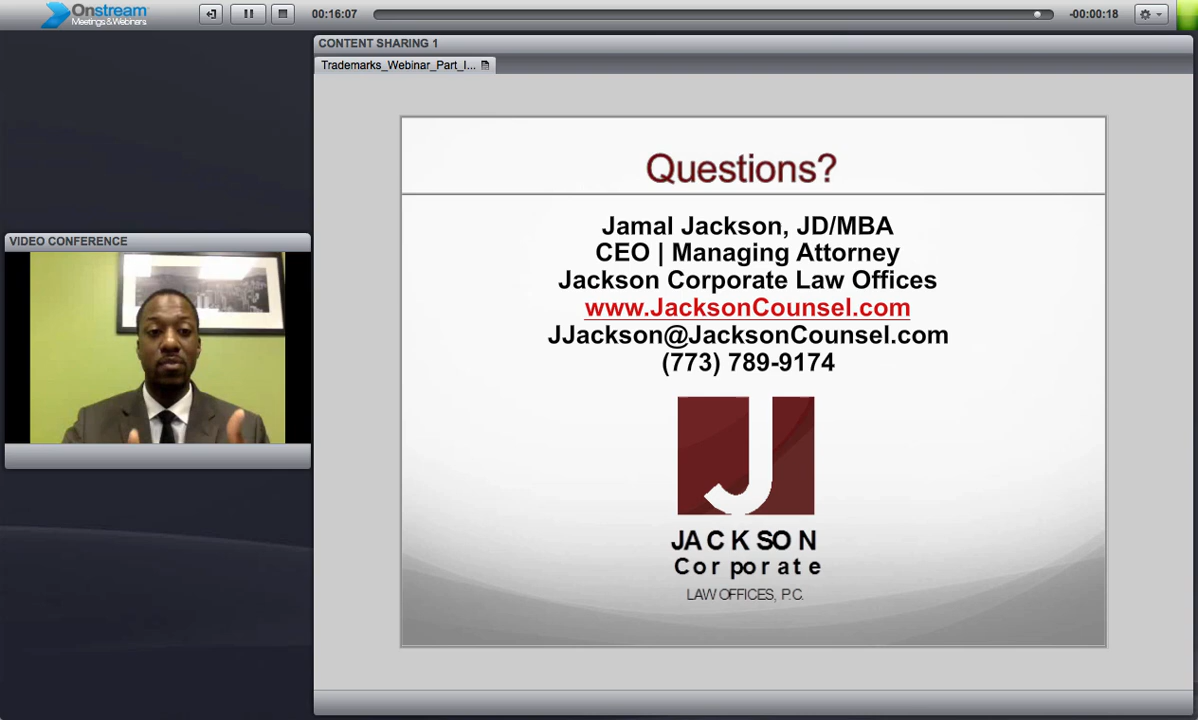 Onstream
Meetings&Webinars
00:16:07
-00:00:18
CONTENT SHARING 1
Trademarks_Webinar_Part_I...
VIDEO CONFERENCE
Questions?
Jamal Jackson, JD/MBA
CEO | Managing Attorney
Jackson Corporate Law Offices
www.JacksonCounsel.com
JJackson@JacksonCounsel.com
(773) 789-9174
J
JACKSON
Corporate
LAW OFFICES, P.C.